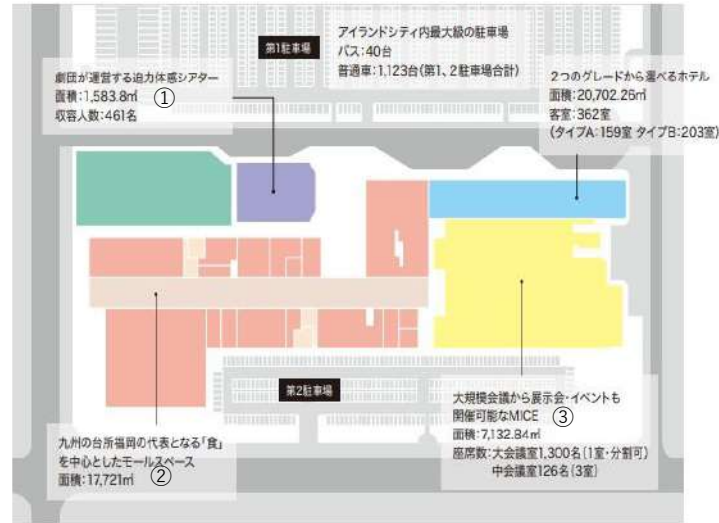 第1駐車場
アイランドシティ内最大級の駐車場
バス:40台
普通車:1,123台(第1、2駐車場合計)
劇団が運営する迫力体感シアター
面積:1,583.8㎡ ①
収容人数:461名
2つのグレードから選べるホテル
面積:20,702.26㎡
客室:362室
(タイプA:159室 タイプB:203室)
第2駐車場
九州の台所福岡の代表となる「食」
を中心としたモールスペース
面積:17,721㎡ ②
大規模会議から展示会・イベントも
開催可能なMICE ③
面積:7,132.84㎡
座席数:大会議室1,300名(1室・分割可)
中会議室126名(3室)